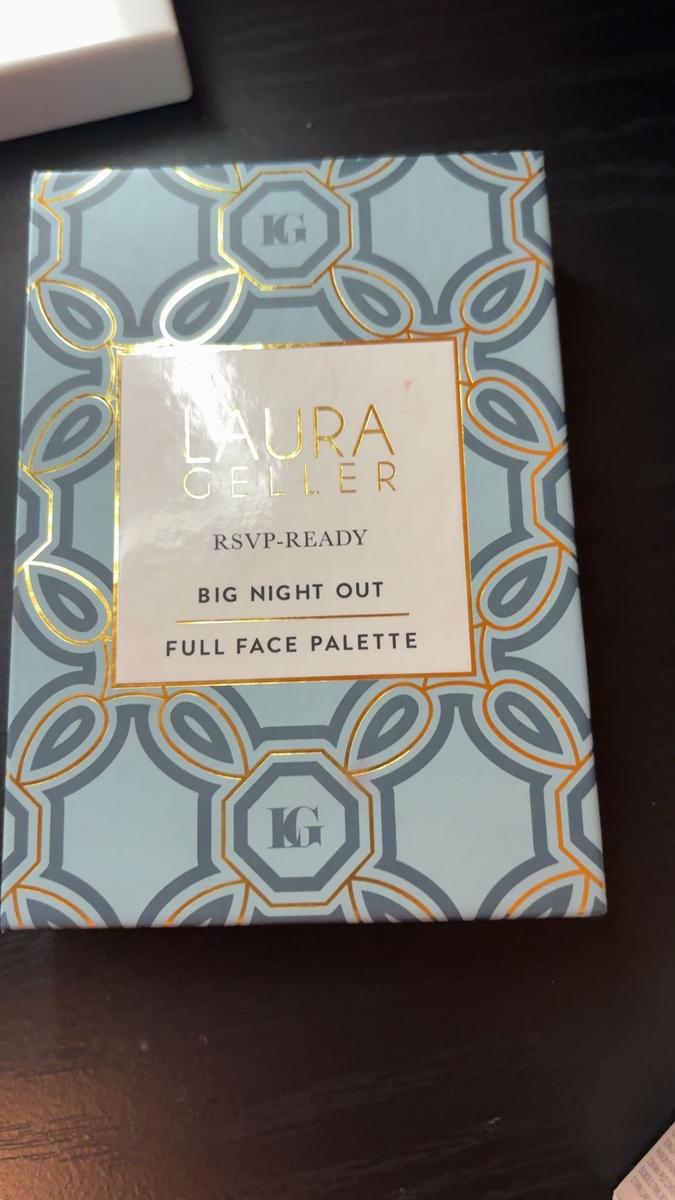 LG
LAURA
GELLER
RSVP-READY
BIG NIGHT OUT
FULL FACE PALETTE
LG